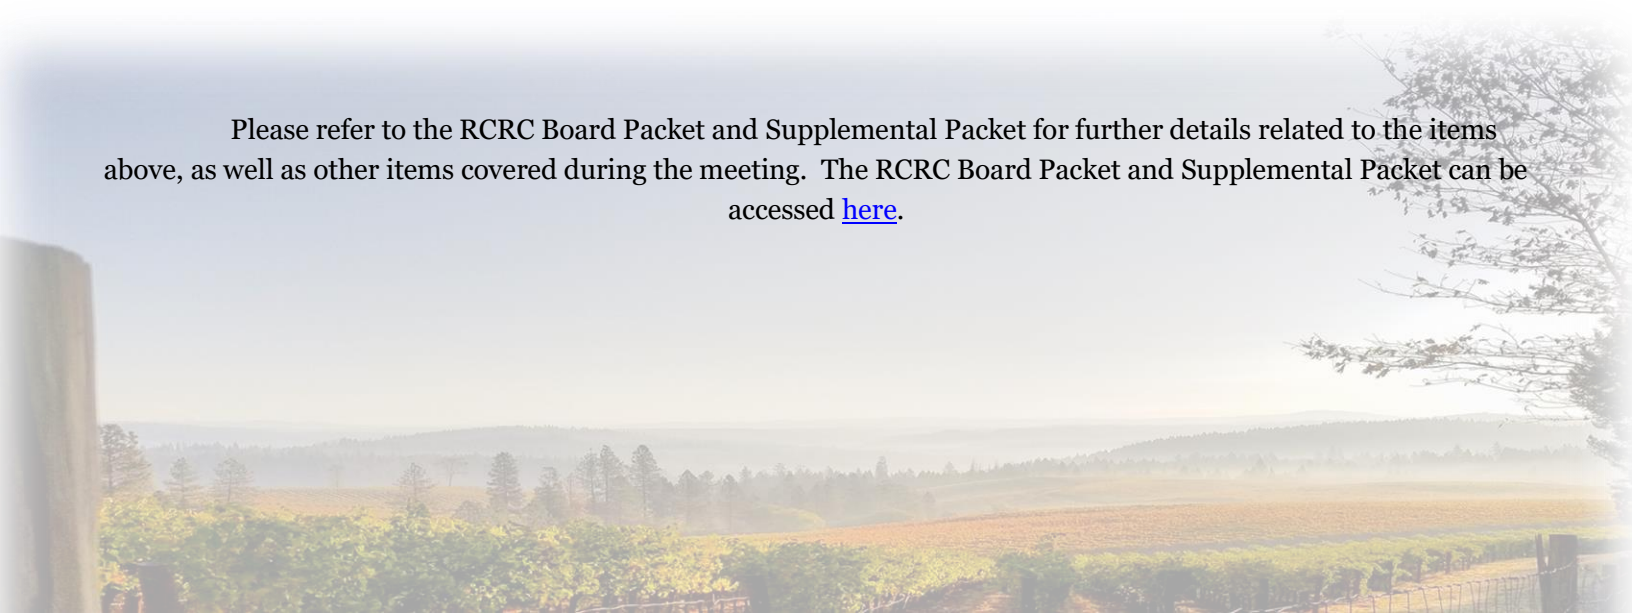 Please refer to the RCRC Board Packet and Supplemental Packet for further details related to the items
above, as well as other items covered during the meeting.  The RCRC Board Packet and Supplemental Packet can be
accessed here.